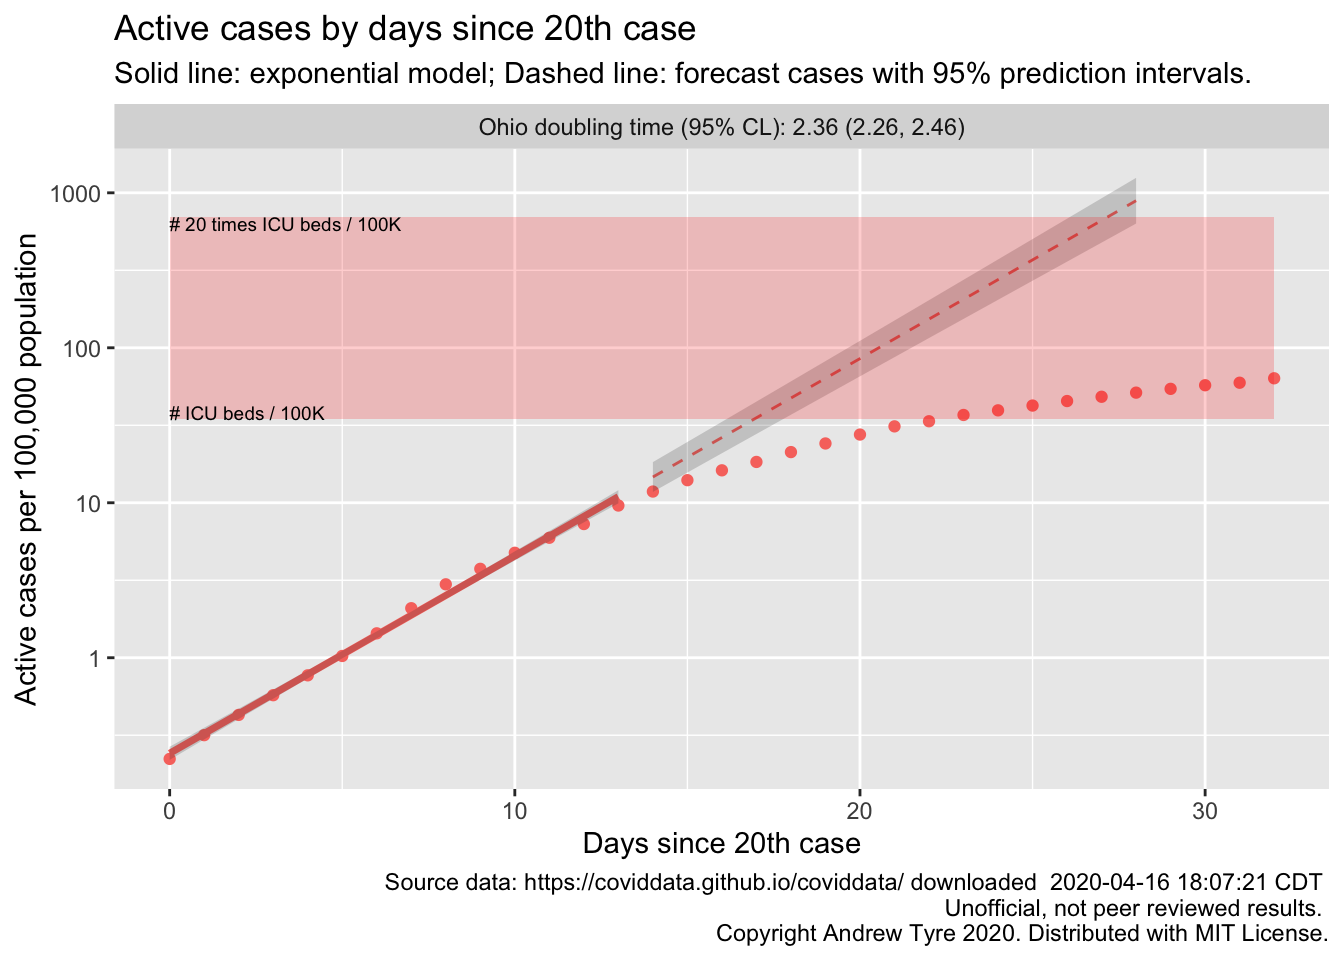 Active cases by days since 20th case
Solid line: exponential model; Dashed line: forecast cases with 95% prediction intervals.
Ohio doubling time (95% CL): 2.36 (2.26, 2.46)
Active cases per 100,000 population
1000
100
10
1
# 20 times ICU beds / 100K
# ICU beds / 100K
0
10
20
30
Days since 20th case
Source data: https://coviddata.github.io/coviddata/ downloaded  2020-04-16 18:07:21 CDT
Unofficial, not peer reviewed results.
Copyright Andrew Tyre 2020. Distributed with MIT License.